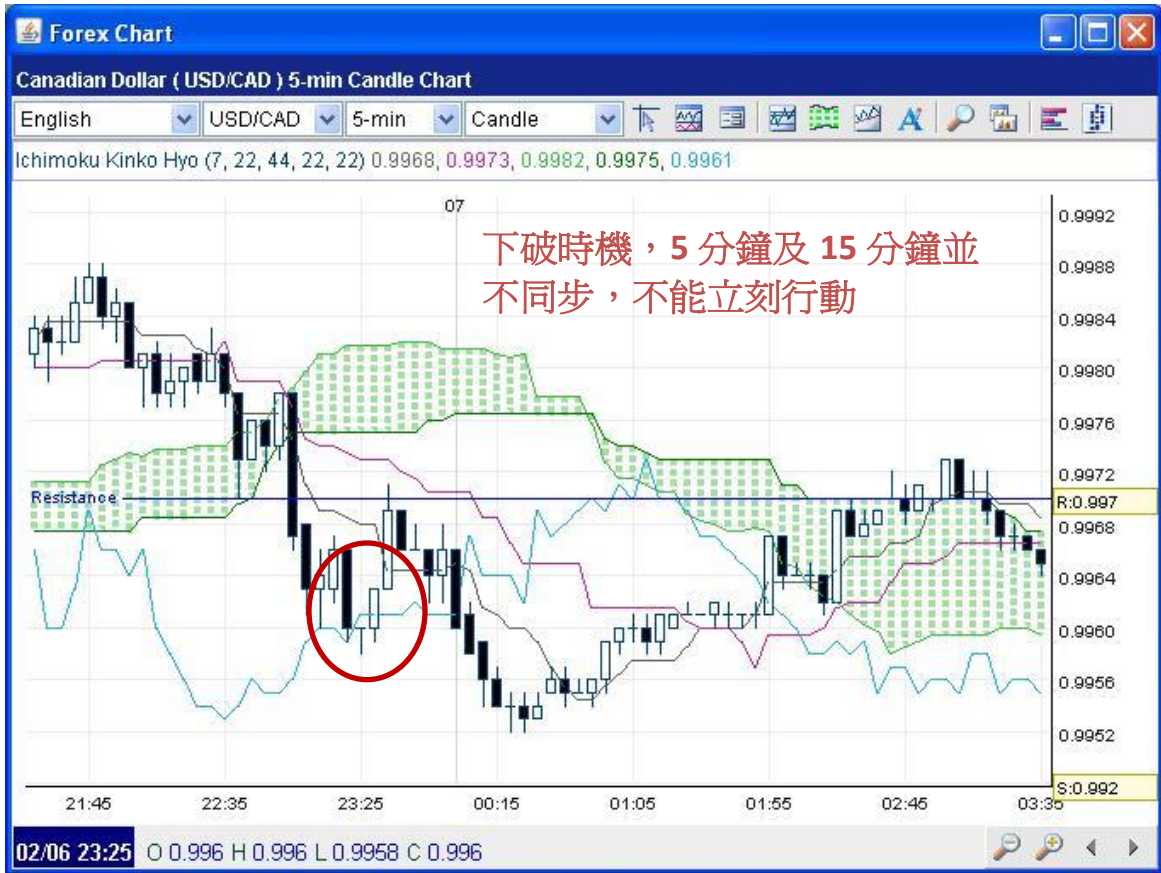 Forex Chart
Canadian Dollar ( USD/CAD ) 5-min Candle Chart
English USD/CAD 5-min Candle
Ichimoku Kinko Hyo (7, 22, 44, 22, 22) 0.9968, 0.9973, 0.9982, 0.9975, 0.9961
07
下破時機，5 分鐘及 15 分鐘並
不同步，不能立刻行動
0.9992
0.9988
0.9984
0.9980
0.9976
0.9972
Resistance
R:0.997
0.9968
0.9964
0.9960
0.9956
0.9952
S:0.992
21:45 22:35 23:25 00:15 01:05 01:55 02:45 03:35
02/06 23:25 O 0.996 H 0.996 L 0.9958 C 0.996